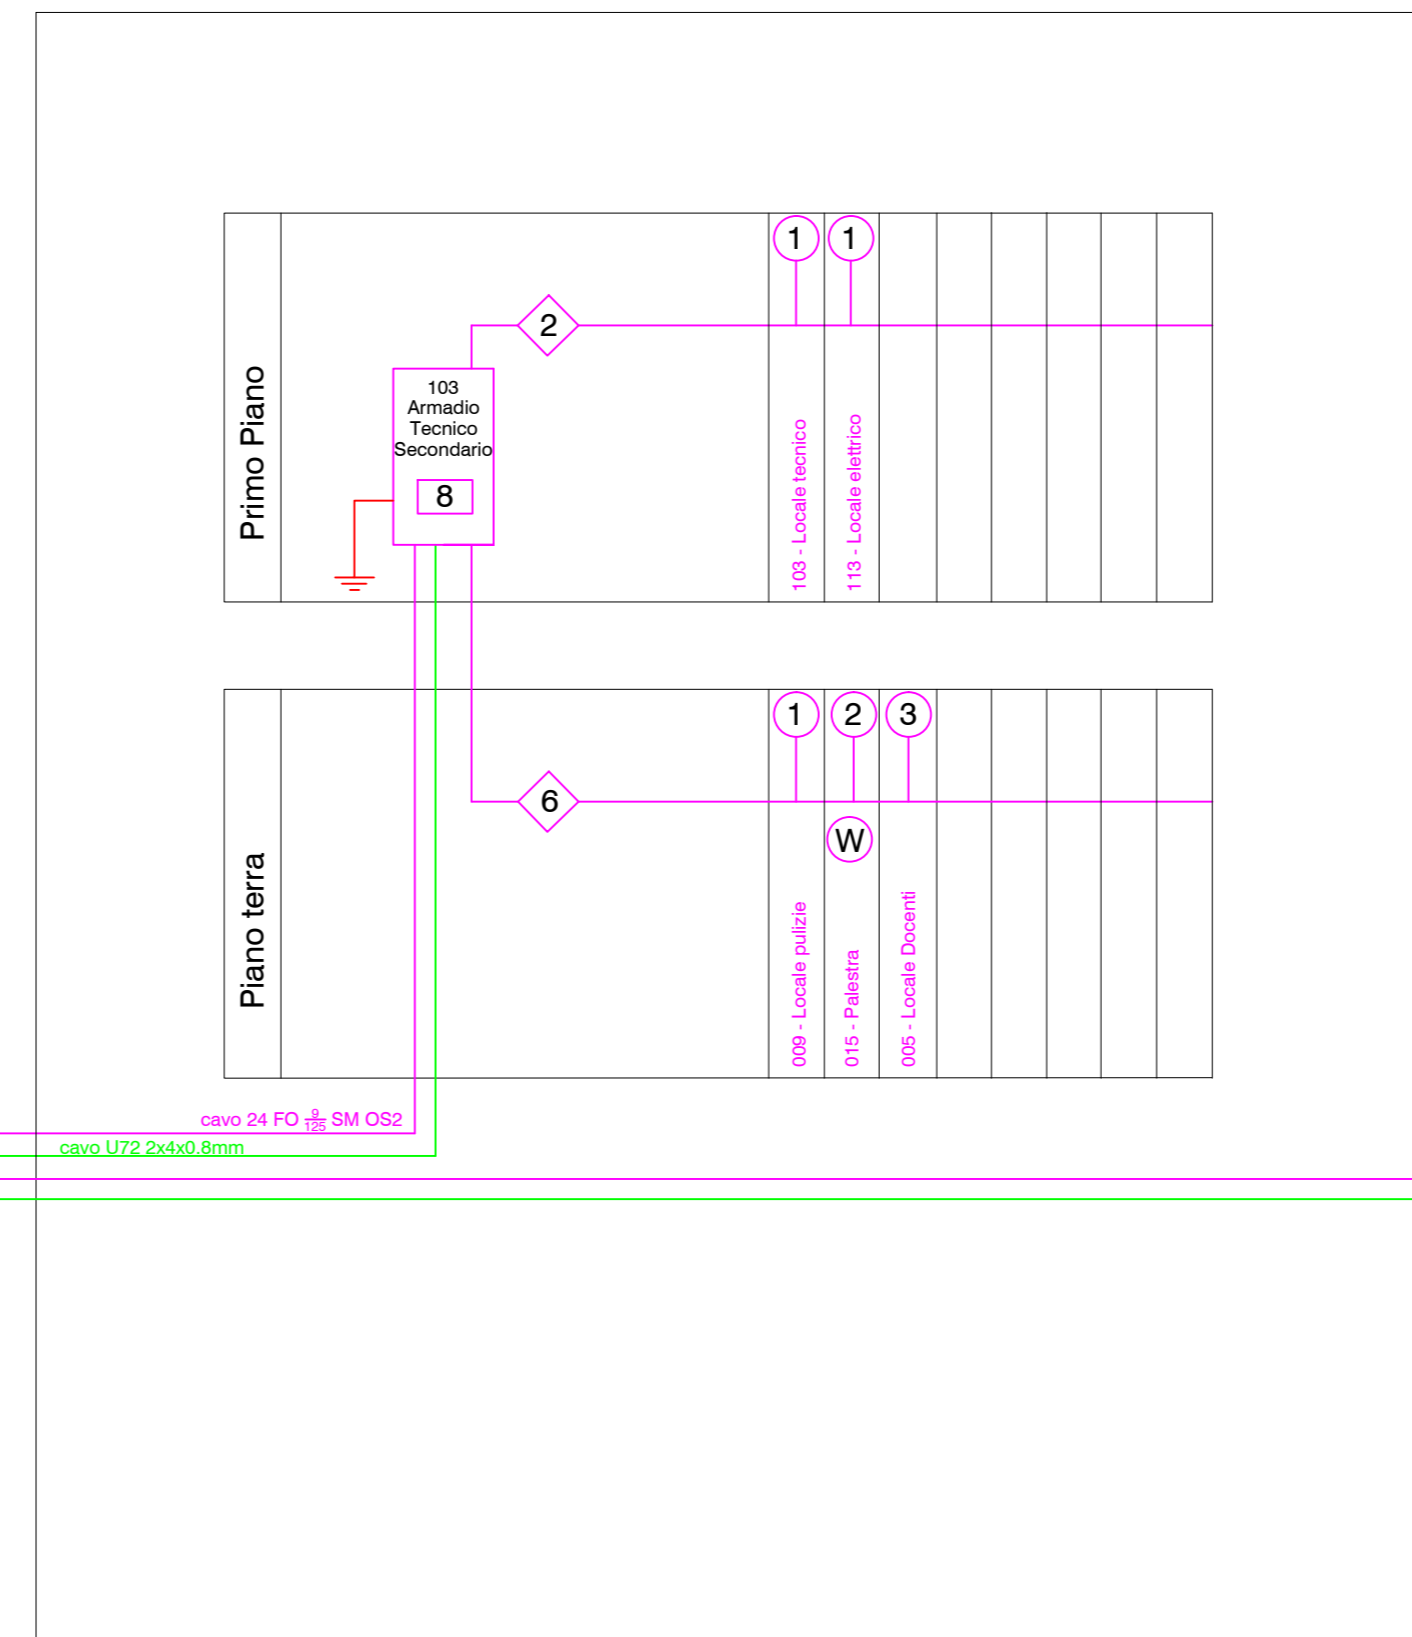 Primo Piano
1
1
2
103
Armadio
Tecnico
Secondario
8
103 - Locale tecnico
113 - Locale elettrico
Piano terra
1
2
3
6
W
009 - Locale pulizie
015 - Palestra
005 - Locale Docenti
cavo 24 FO 9/125 SM OS2
cavo U72 2x4x0.8mm